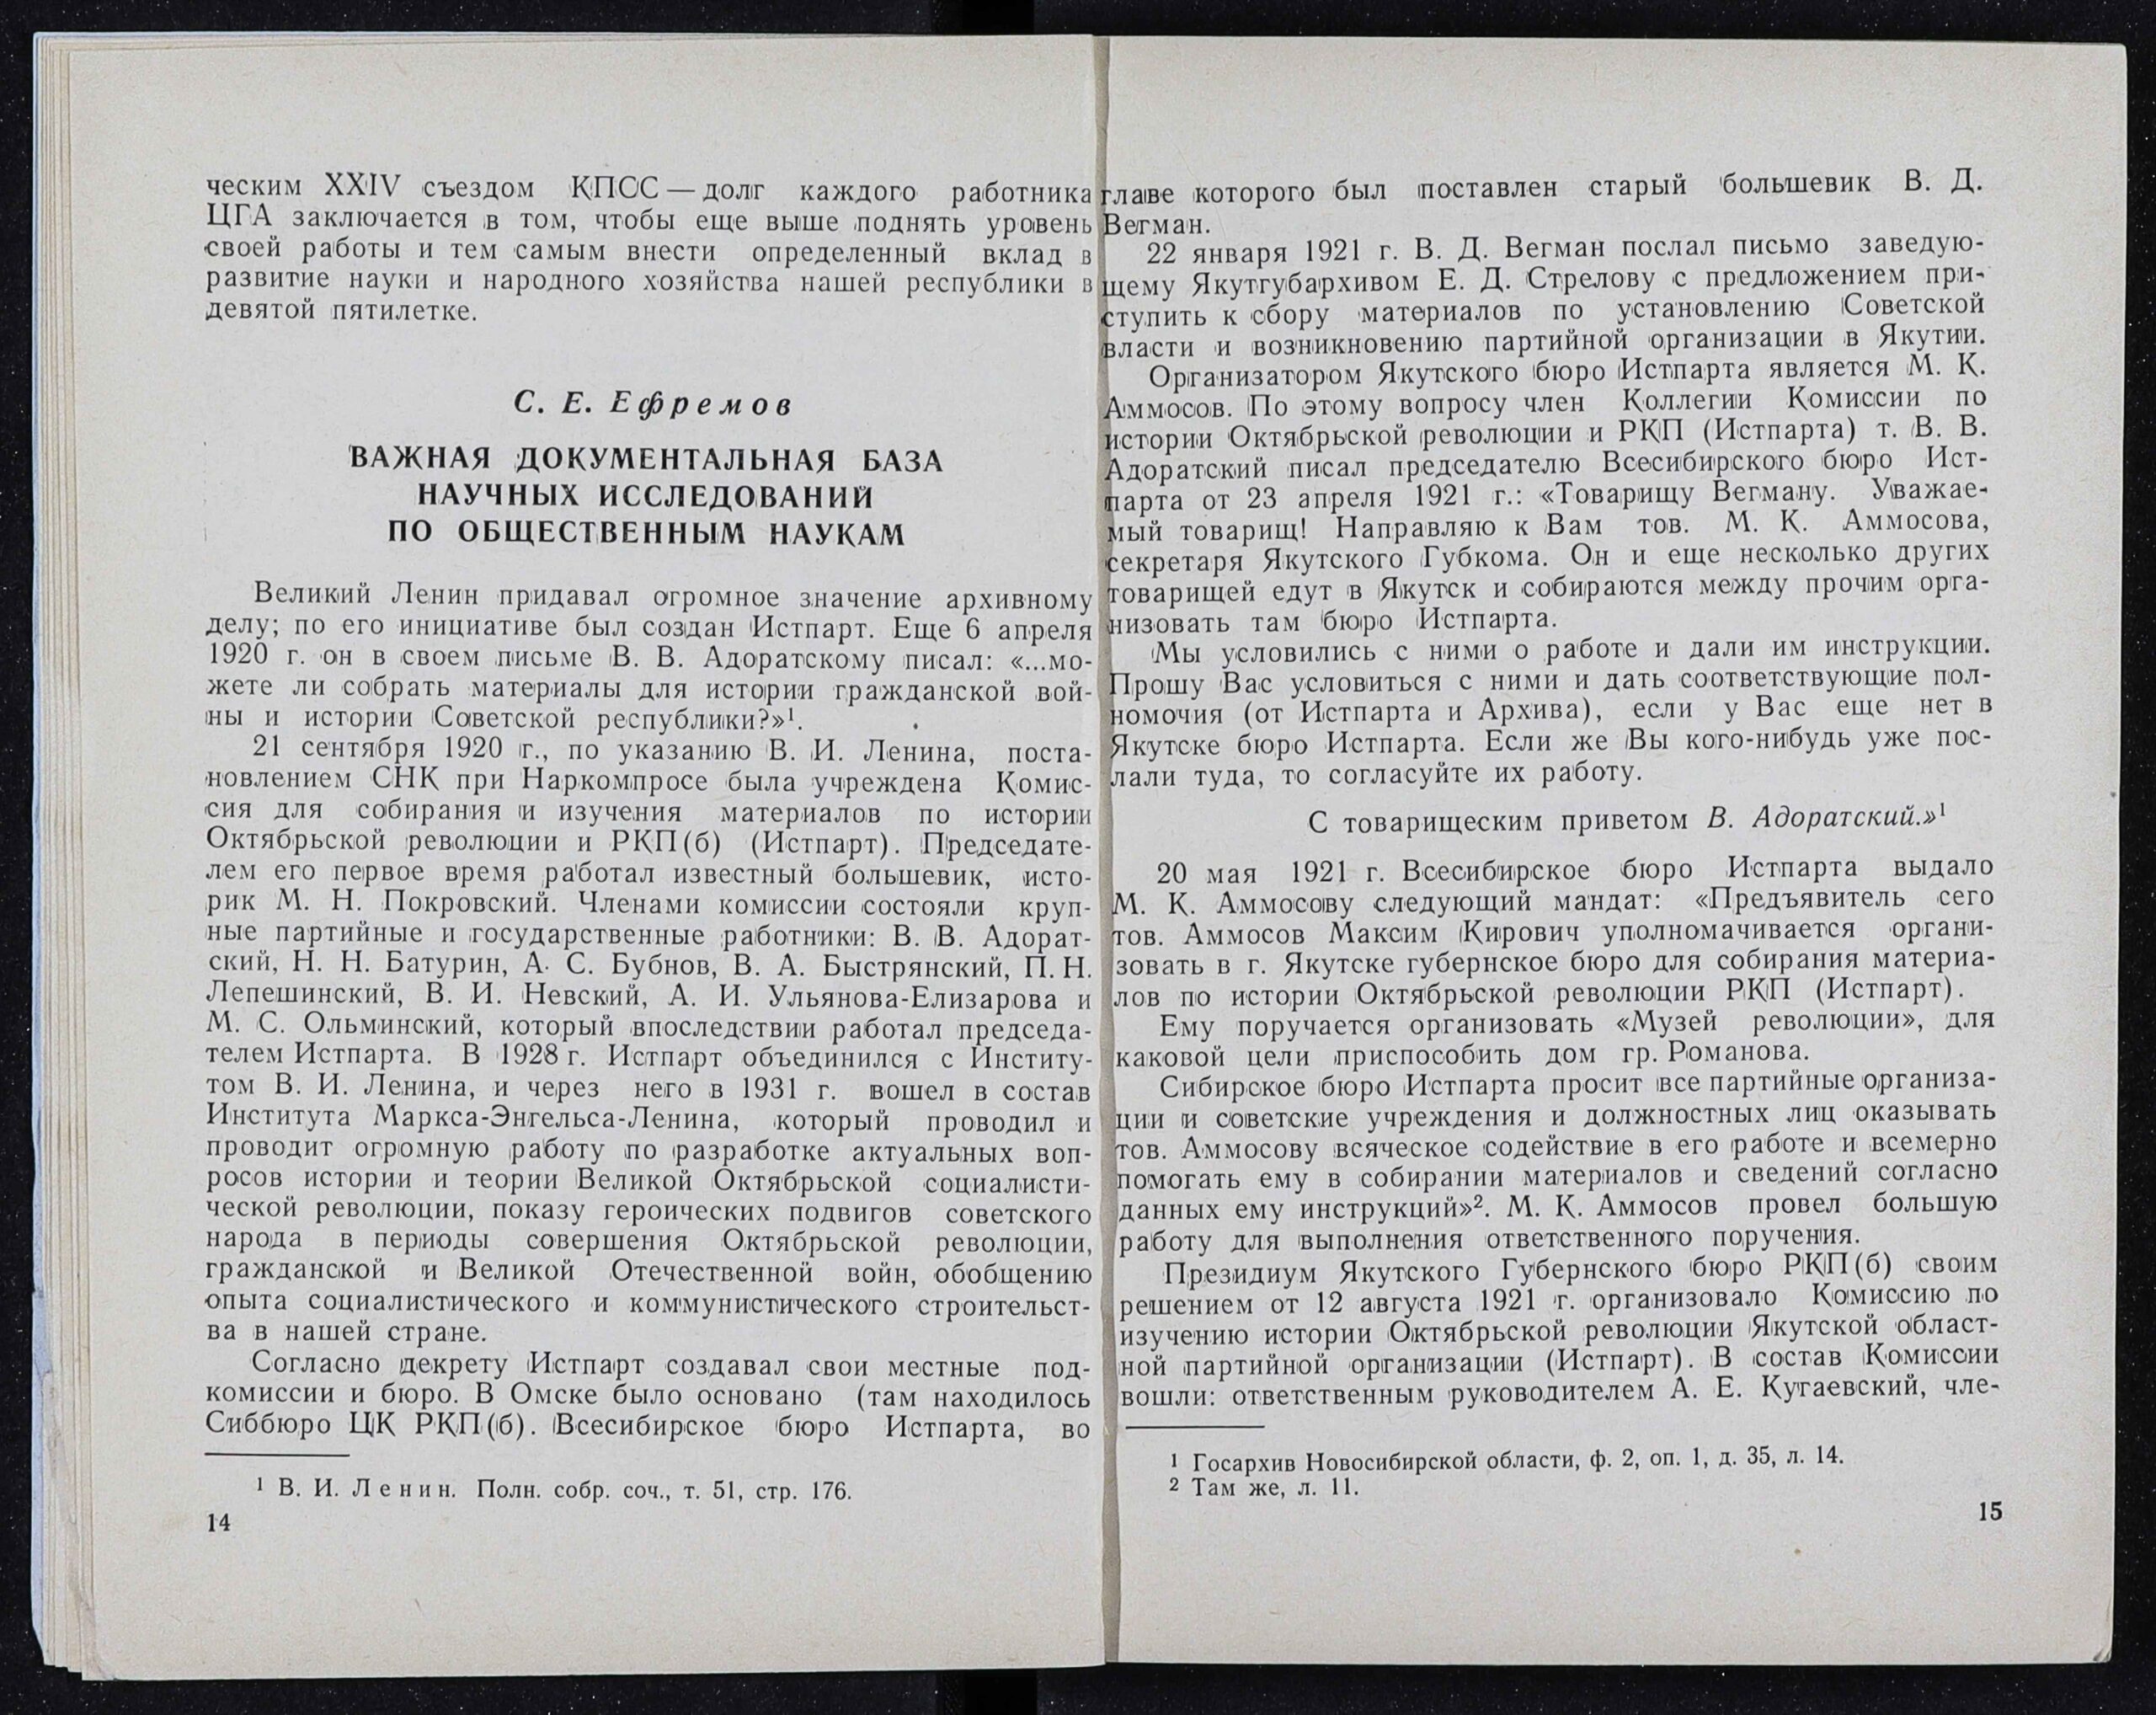 ческим XXIV съездом КПСС — долг каждого работника
ЦГА заключается в том, чтобы еще выше поднять уровень
своей работы и тем самым внести определенный вклад в
развитие науки и народного хозяйства нашей республики в
девятой пятилетке.
С. Е. Ефремов
ВАЖНАЯ ДОКУМЕНТАЛЬНАЯ БАЗА
НАУЧНЫХ ИССЛЕДОВАНИЙ
ПО ОБЩЕСТВЕННЫМ НАУКАМ
Великий Ленин придавал огромное значение архивному
делу; по его инициативе был создан Истпарт. Еще 6 апреля
1920 г. он в своем письме В. В. Адоратскому писал: «...мо-
жете ли собрать материалы для истории гражданской вой-
ны и истории Советской республики?»¹.
21 сентября 1920 г., по указанию В. И. Ленина, поста-
новлением СНК при Наркомпросе была учреждена Комис-
сия для собирания и изучения материалов по истории
Октябрьской революции и РКП(б) (Истпарт). Председате-
лем его первое время работал известный большевик, исто-
рик М. Н. Покровский. Членами комиссии состояли круп-
ные партийные и государственные работники: В. В. Адорат-
ский, Н. Н. Батурин, А. С. Бубнов, В. А. Быстрянский, П. Н.
Лепешинский, В. И. Невский, А. И. Ульянова-Елизарова и
М. С. Ольминский, который впоследствии работал председа-
телем Истпарта. В 1928 г. Истпарт объединился с Институ-
том В. И. Ленина, и через него в 1931 г. вошел в состав
Института Маркса-Энгельса-Ленина, который проводил и
проводит огромную работу по разработке актуальных воп-
росов истории и теории Великой Октябрьской социалисти-
ческой революции, показу героических подвигов советского
народа в периоды совершения Октябрьской революции,
гражданской и Великой Отечественной войн, обобщению
опыта социалистического и коммунистического строительст-
ва в нашей стране.
Согласно декрету Истпарт создавал свои местные под-
комиссии и бюро. В Омске было основано (там находилось
Сиббюро ЦК РКП(б). Всесибирское бюро Истпарта, во
¹ В. И. Ленин. Полн. собр. соч., т. 51, стр. 176.
14
главе которого был поставлен старый большевик В. Д.
Вегман.
22 января 1921 г. В. Д. Вегман послал письмо заведую-
щему Якутгубархивом Е. Д. Стрелову с предложением при-
ступить к сбору материалов по установлению Советской
власти и возникновению партийной организации в Якутии.
Организатором Якутского бюро Истпарта является М. К.
Аммосов. По этому вопросу член Коллегии Комиссии по
истории Октябрьской революции и РКП (Истпарта) т. В. В.
Адоратский писал председателю Всесибирского бюро Ист-
парта от 23 апреля 1921 г.: «Товарищу Вегману. Уважае-
мый товарищ! Направляю к Вам тов. М. К. Аммосова,
секретаря Якутского Губкома. Он и еще несколько других
товарищей едут в Якутск и собираются между прочим орга-
низовать там бюро Истпарта.
Мы условились с ними о работе и дали им инструкции.
Прошу Вас условиться с ними и дать соответствующие пол-
номочия (от Истпарта и Архива), если у Вас еще нет в
Якутске бюро Истпарта. Если же Вы кого-нибудь уже пос-
лали туда, то согласуйте их работу.
С товарищеским приветом В. Адоратский.»¹
20 мая 1921 г. Всесибирское бюро Истпарта выдало
М. К. Аммосову следующий мандат: «Предъявитель сего
тов. Аммосов Максим Кирович уполномачивается органи-
зовать в г. Якутске губернское бюро для собирания материа-
лов по истории Октябрьской революции РКП (Истпарт).
Ему поручается организовать «Музей революции», для
каковой цели приспособить дом гр. Романова.
Сибирское бюро Истпарта просит все партийные организа-
ции и советские учреждения и должностных лиц оказывать
тов. Аммосову всяческое содействие в его работе и всемерно
помогать ему в собирании материалов и сведений согласно
данных ему инструкций»². М. К. Аммосов провел большую
работу для выполнения ответственного поручения.
Президиум Якутского Губернского бюро РКП(б) своим
решением от 12 августа 1921 г. организовало Комиссию по
изучению истории Октябрьской революции Якутской област-
ной партийной организации (Истпарт). В состав Комиссии
вошли: ответственным руководителем А. Е. Кугаевский, чле-
¹ Госархив Новосибирской области, ф. 2, оп. 1, д. 35, л. 14.
² Там же, л. 11.
15